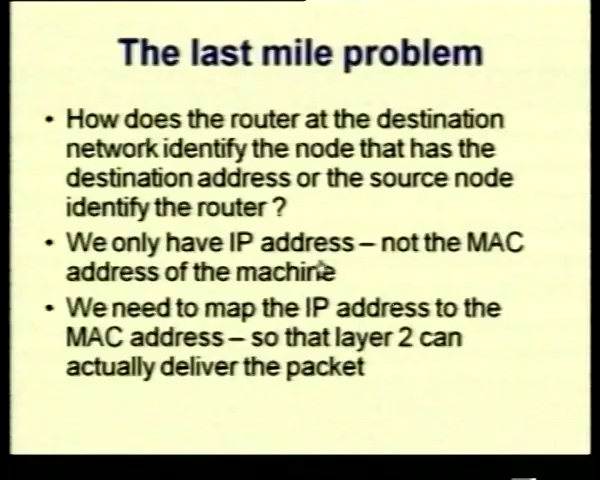 The last mile problem
• How does the router at the destination
network identify the node that has the
destination address or the source node
identify the router ?
• We only have IP address – not the MAC
address of the machine
• We need to map the IP address to the
MAC address – so that layer 2 can
actually deliver the packet